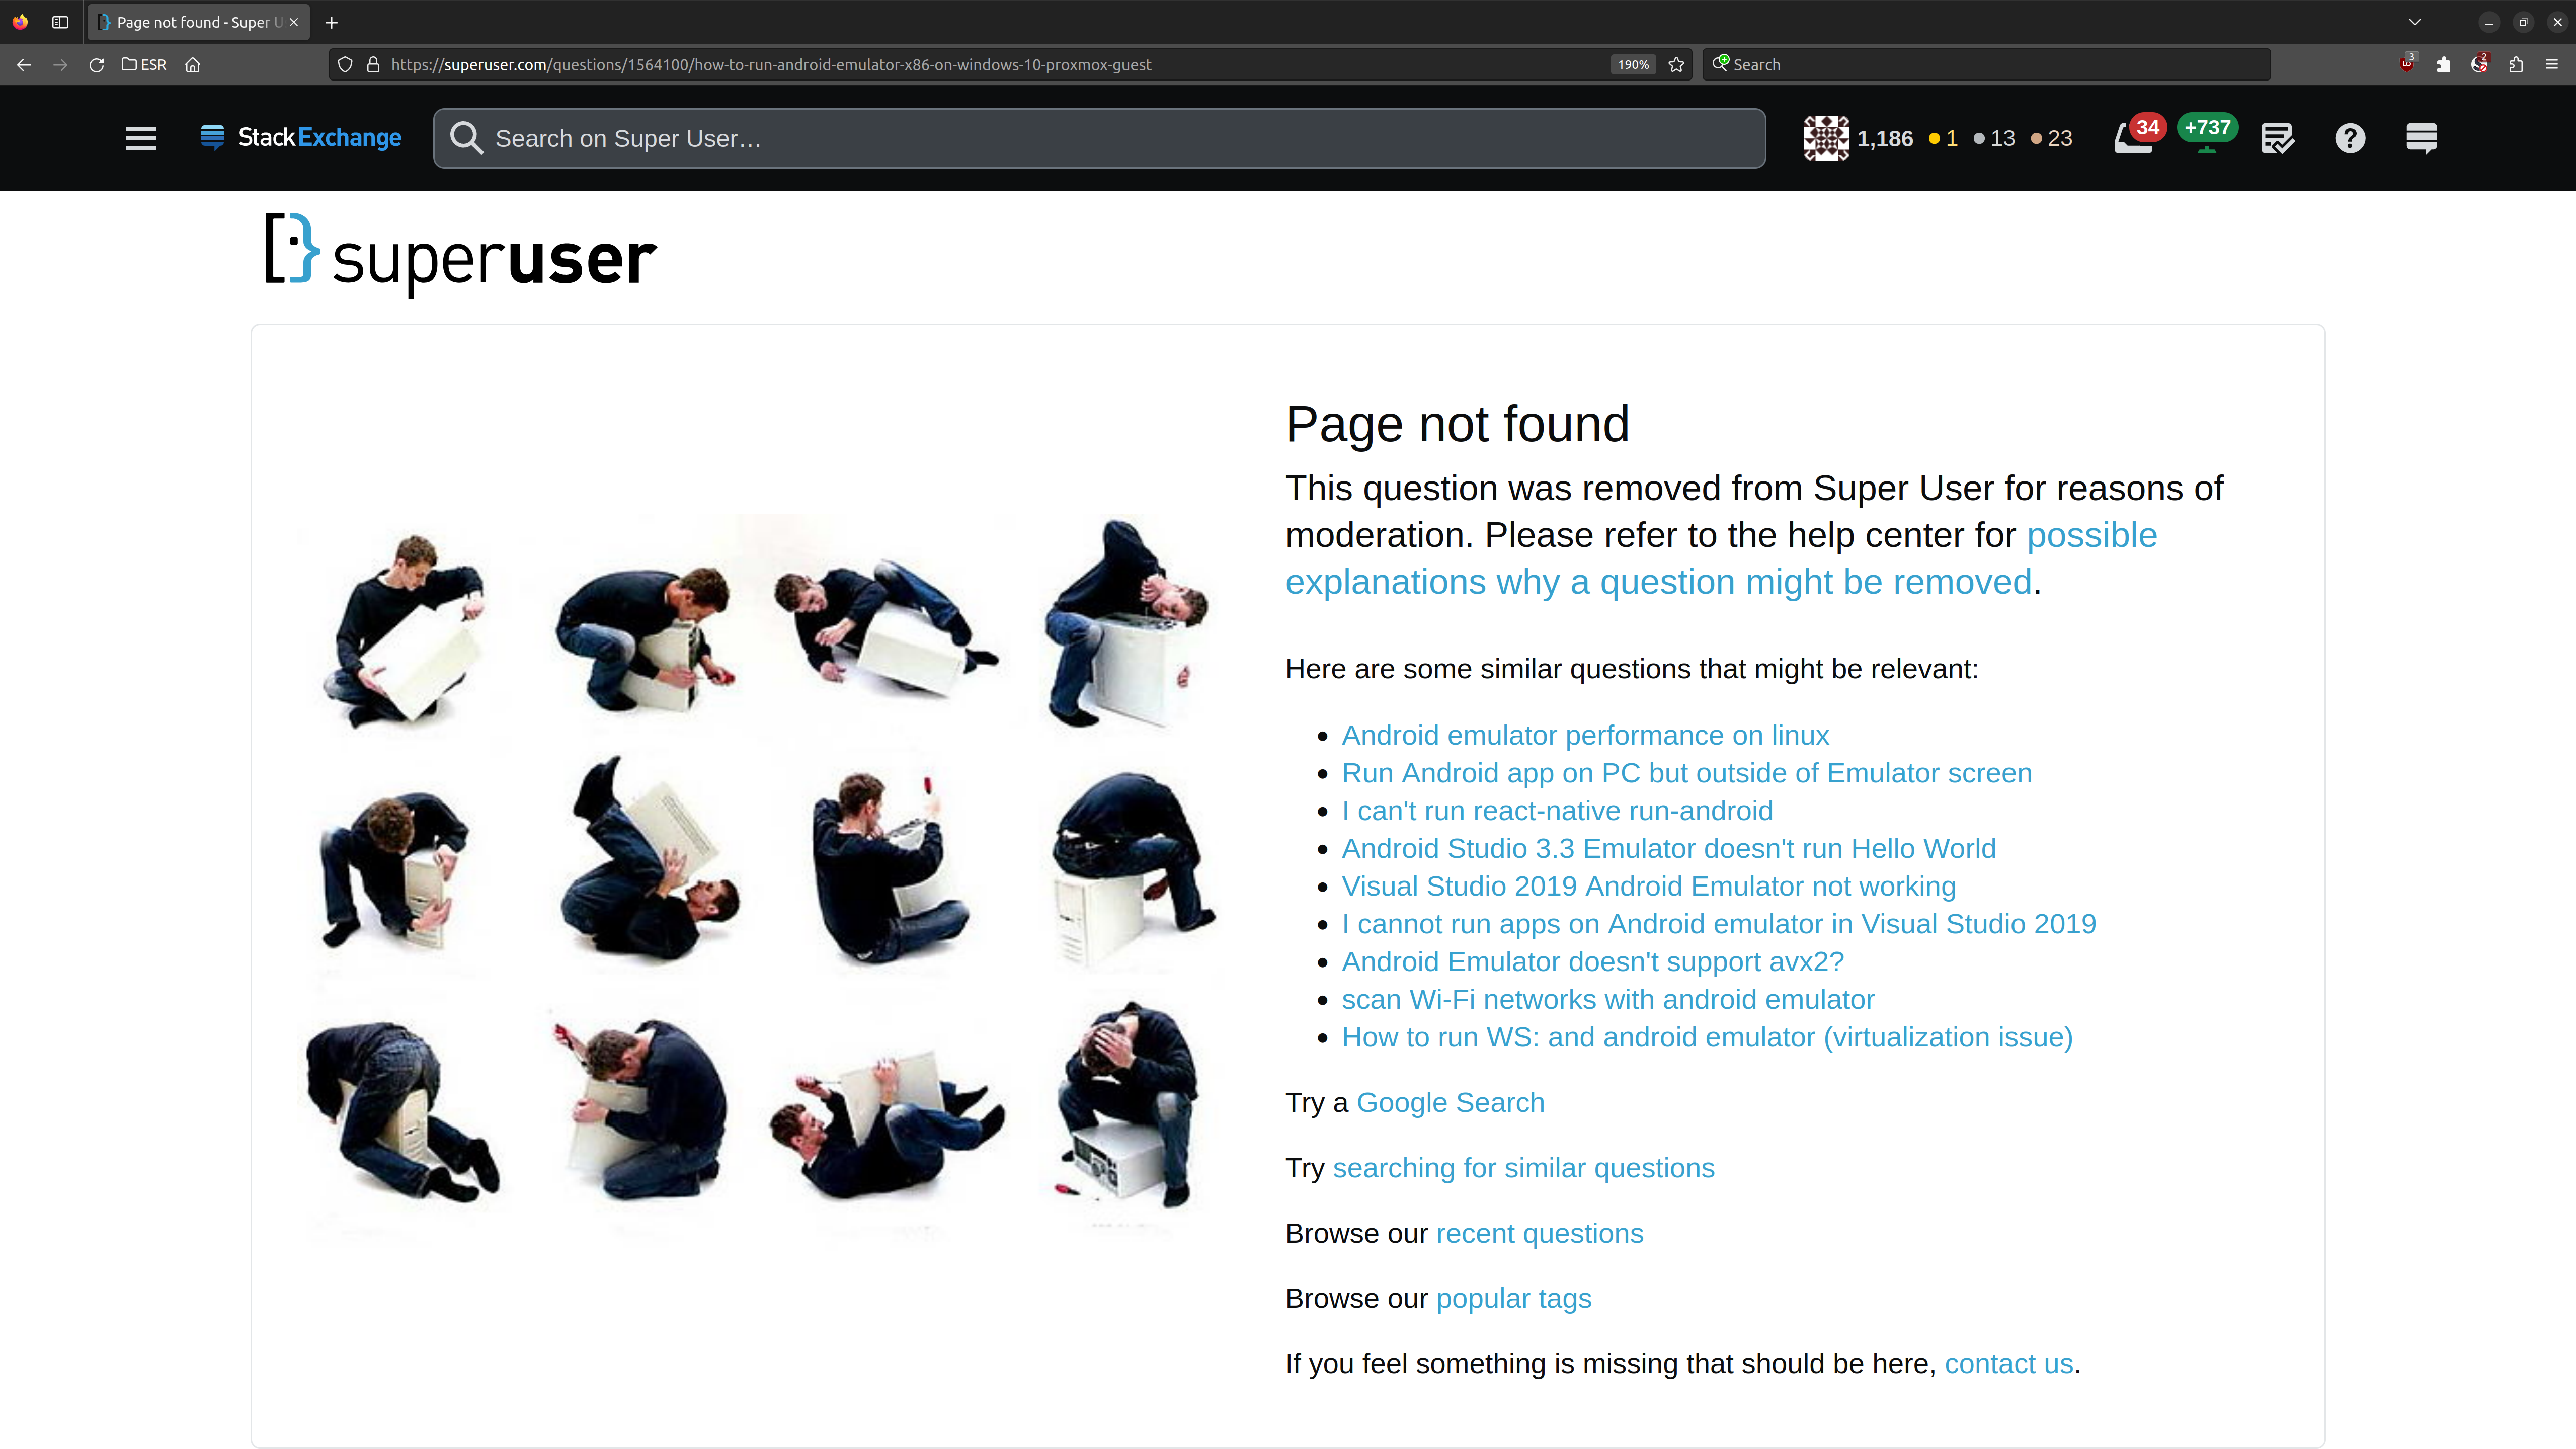 Page not found - Super U
ESR
https://superuser.com/questions/1564100/how-to-run-android-emulator-x86-on-windows-10-proxmox-guest
190%
Search
3
2
StackExchange
Search on Super User…
1,186
1
13
23
34
+737
superuser
Page not found
This question was removed from Super User for reasons of
moderation. Please refer to the help center for possible
explanations why a question might be removed.
Here are some similar questions that might be relevant:
Android emulator performance on linux
Run Android app on PC but outside of Emulator screen
I can't run react-native run-android
Android Studio 3.3 Emulator doesn't run Hello World
Visual Studio 2019 Android Emulator not working
I cannot run apps on Android emulator in Visual Studio 2019
Android Emulator doesn't support avx2?
scan Wi-Fi networks with android emulator
How to run WS: and android emulator (virtualization issue)
Try a Google Search
Try searching for similar questions
Browse our recent questions
Browse our popular tags
If you feel something is missing that should be here, contact us.